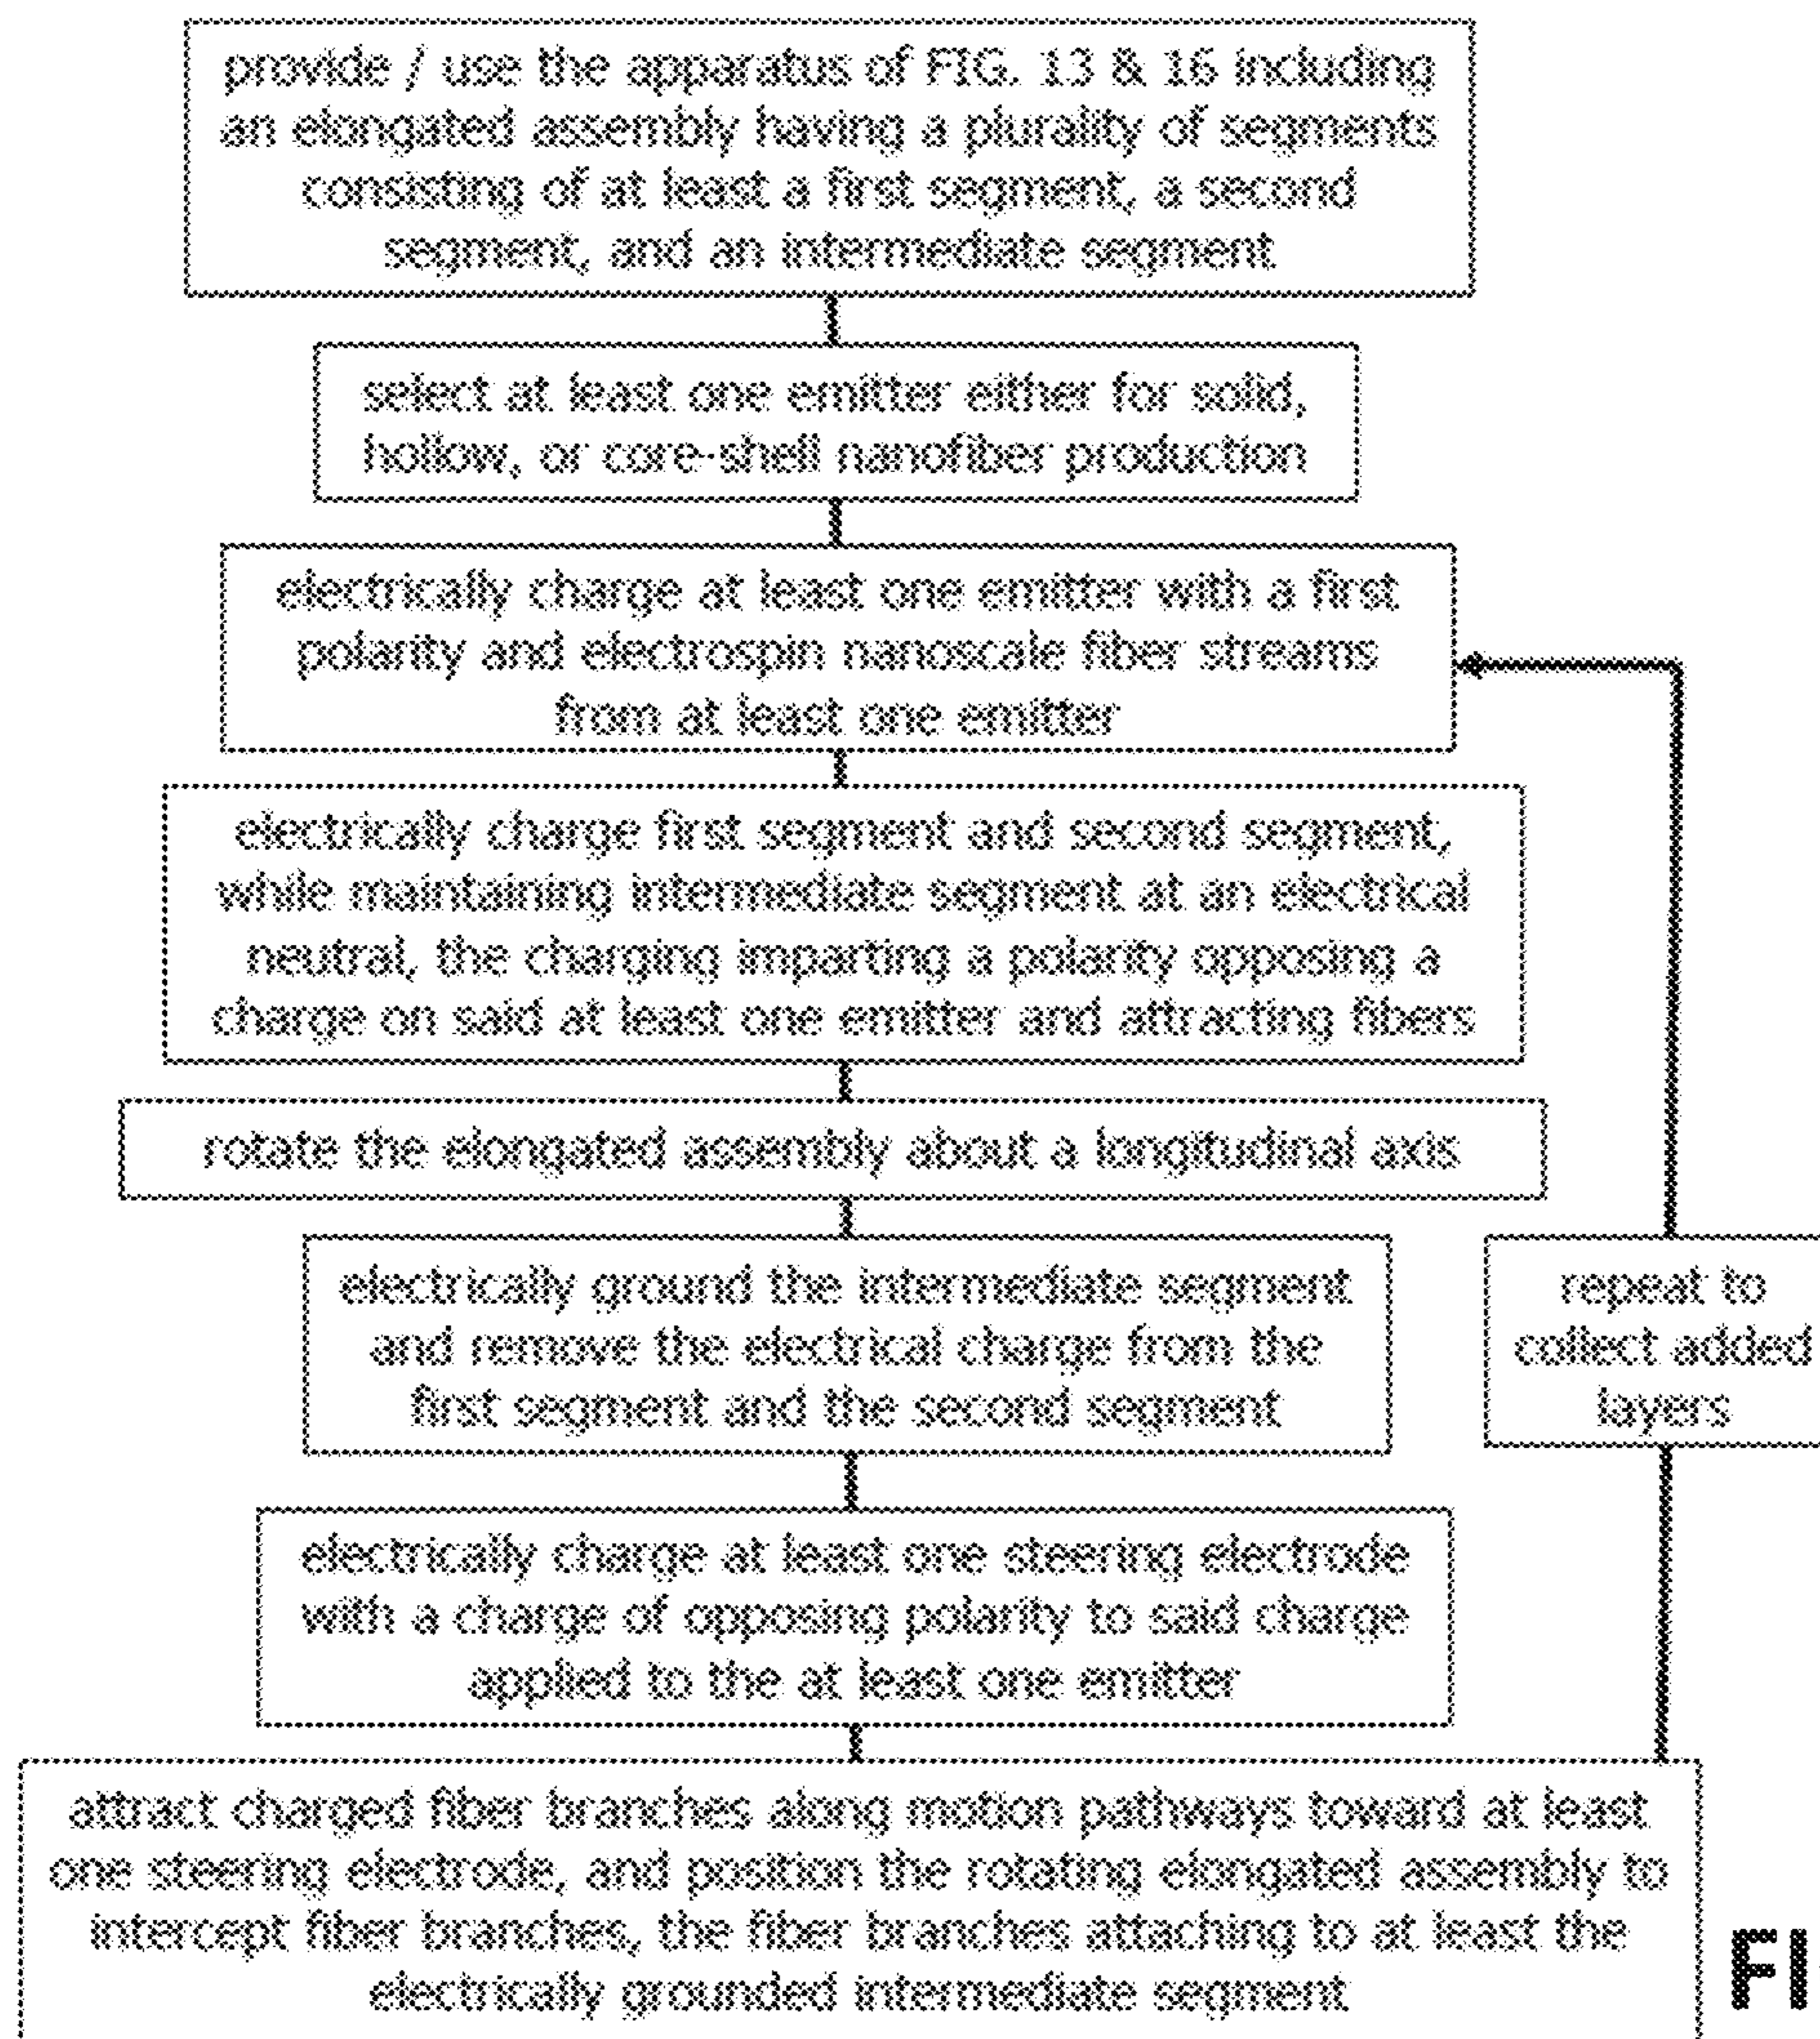 provide / use the apparatus of FIG. 13 & 16 including
an elongated assembly having a plurality of segments
consisting of at least a first segment, a second
segment, and an intermediate segment
select at least one emitter either for solid,
hollow, or core-shell nanofiber production
electrically charge at least one emitter with a first
polarity and electrospin nanoscale fiber streams
from at least one emitter
electrically charge first segment and second segment,
while maintaining intermediate segment at an electrical
neutral, the charging imparting a polarity opposing a
charge on said at least one emitter and attracting fibers
rotate the elongated assembly about a longitudinal axis
electrically ground the intermediate segment
and remove the electrical charge from the
first segment and the second segment
repeat to
collect added
layers
electrically charge at least one steering electrode
with a charge of opposing polarity to said charge
applied to the at least one emitter
attract charged fiber branches along motion pathways toward at least
one steering electrode, and position the rotating elongated assembly to
intercept fiber branches, the fiber branches attaching to at least the
electrically grounded intermediate segment
FI